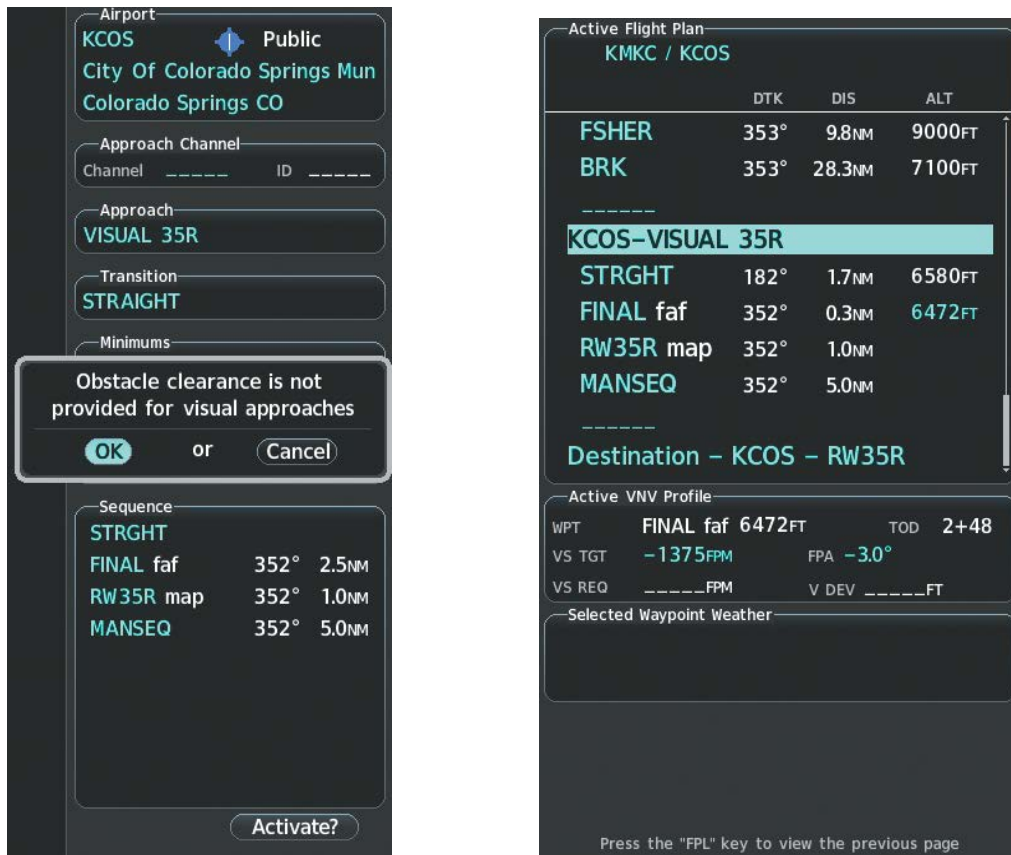 Airport
KCOS Public
City Of Colorado Springs Mun
Colorado Springs CO
Approach Channel
Channel _____ ID _____
Approach
VISUAL 35R
Transition
STRAIGHT
Minimums
Obstacle clearance is not
provided for visual approaches
OK or Cancel
Sequence
STRGHT
FINAL faf 352° 2.5NM
RW35R map 352° 1.0NM
MANSEQ 352° 5.0NM
Activate?
Active Flight Plan
KMKC / KCOS
DTK DIS ALT
FSHER 353° 9.8NM 9000FT
BRK 353° 28.3NM 7100FT
______
KCOS–VISUAL 35R
STRGHT 182° 1.7NM 6580FT
FINAL faf 352° 0.3NM 6472FT
RW35R map 352° 1.0NM
MANSEQ 352° 5.0NM
______
Destination – KCOS – RW35R
Active VNV Profile
WPT FINAL faf 6472FT TOD 2+48
VS TGT –1375FPM FPA –3.0°
VS REQ _____FPM V DEV _____FT
Selected Waypoint Weather
Press the "FPL" key to view the previous page